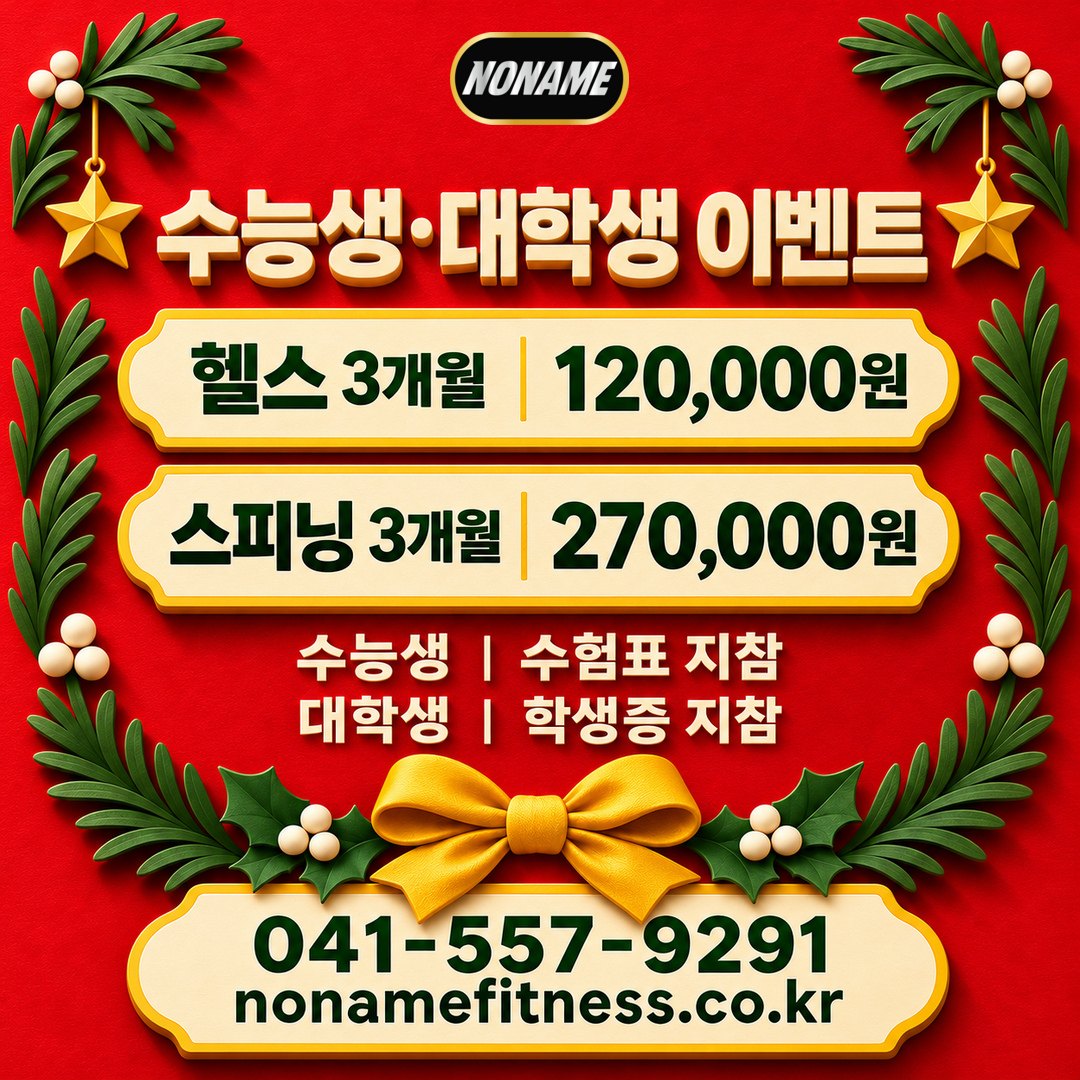 NONAME
수능생·대학생 이벤트
헬스 3개월 | 120,000원
스피닝 3개월 | 270,000원
수능생 | 수험표 지참
대학생 | 학생증 지참
041-557-9291
nonamefitness.co.kr